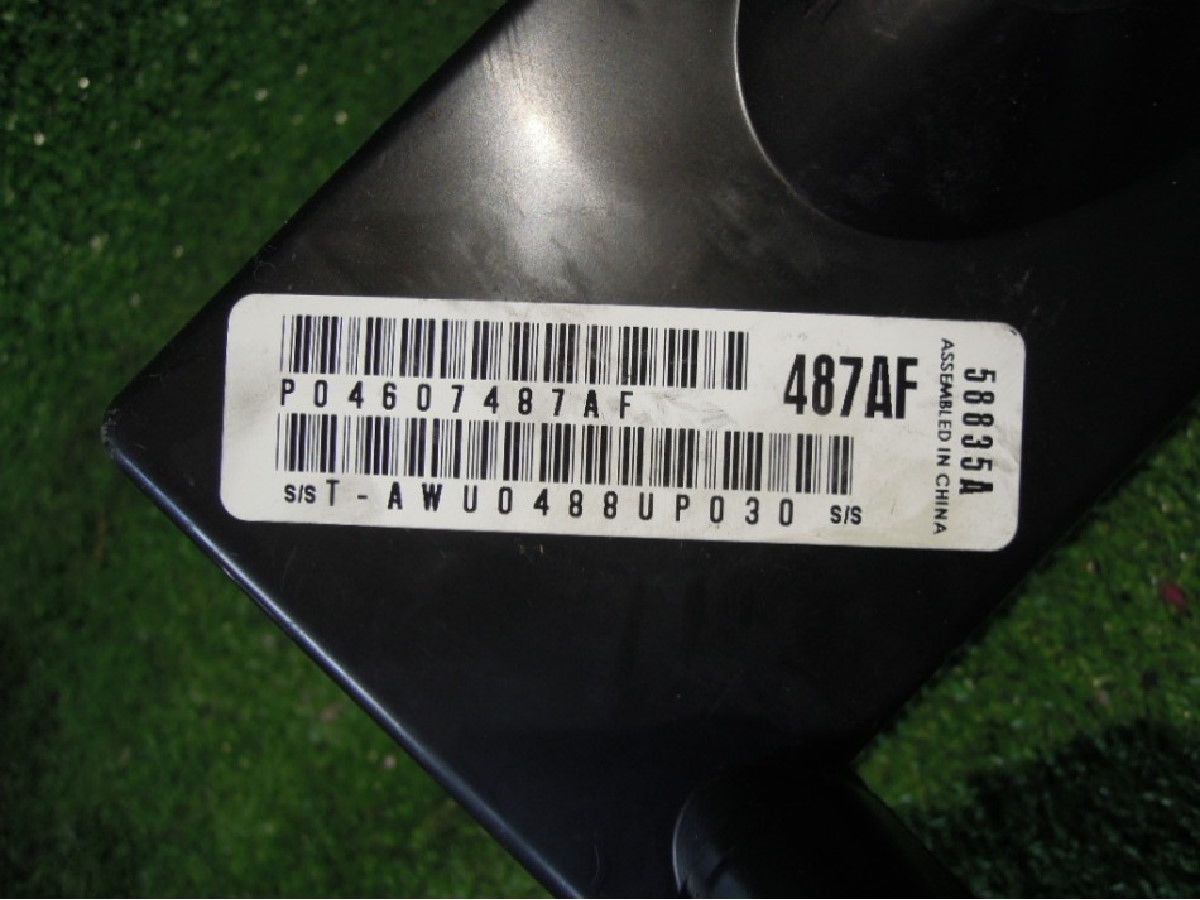 P04607487AF
487AF
S/S T-AWU0488UP030 S/S
58835A
ASSEMBLED IN CHINA